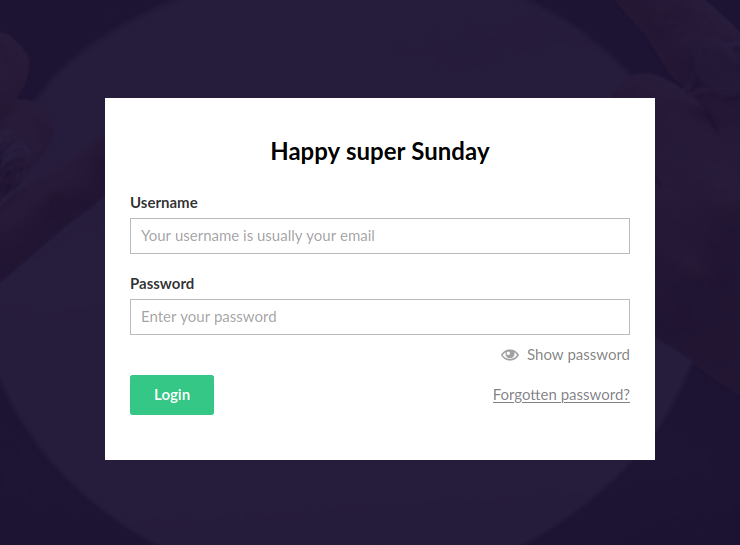 Happy super Sunday
Username
Your username is usually your email
Password
Enter your password
Show password
Login
Forgotten password?